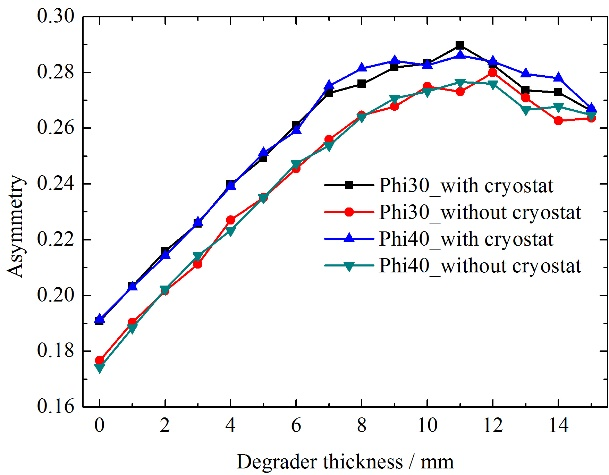 0.30
0.28
0.26
0.24
0.22
0.20
0.18
0.16
Asymmetry
Phi30_with cryostat
Phi30_without cryostat
Phi40_with cryostat
Phi40_without cryostat
0 2 4 6 8 10 12 14
Degrader thickness / mm